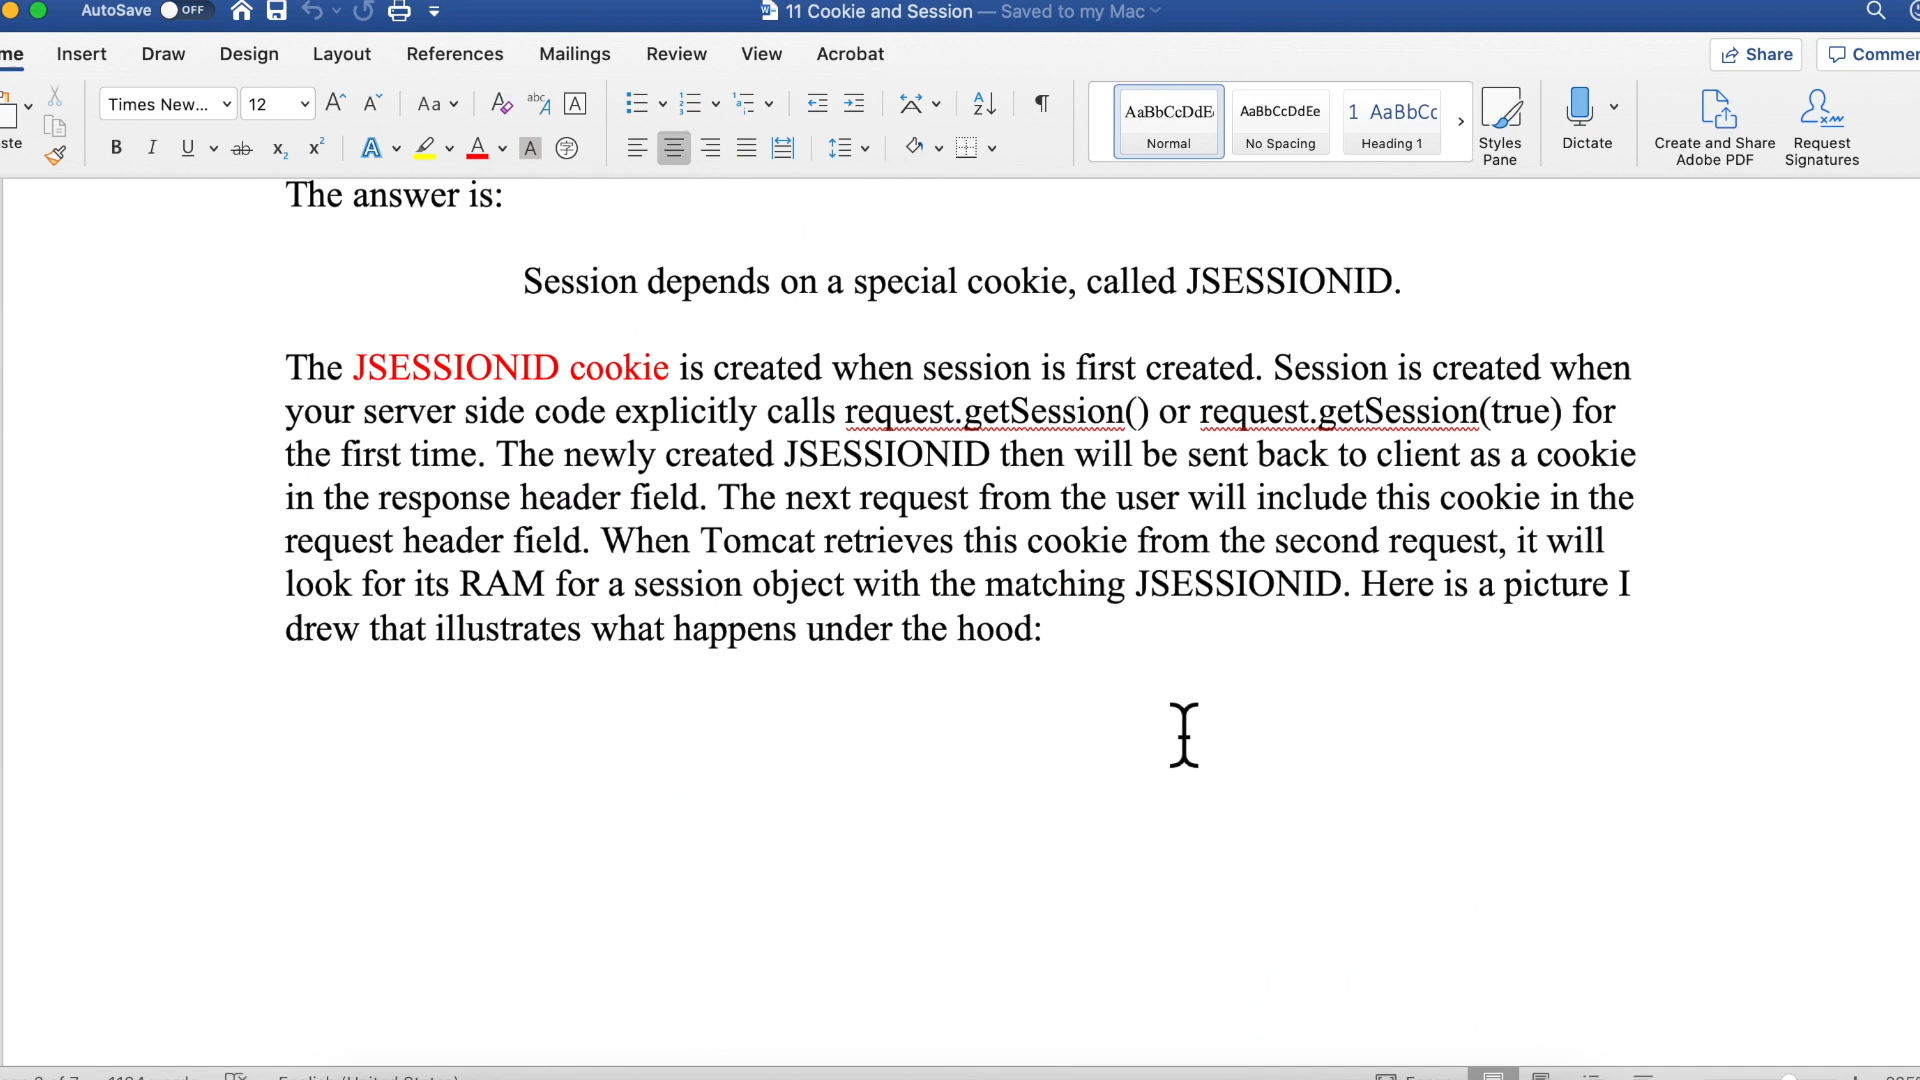 AutoSave OFF 11 Cookie and Session — Saved to my Mac
Insert Draw Design Layout References Mailings Review View Acrobat Share
Times New... 12 Aa
AaBbCcDdE AaBbCcDdEe 1 AaBbCc
Normal No Spacing Heading 1
Styles Pane
Dictate
Create and Share Adobe PDF
Request Signatures
The answer is:
Session depends on a special cookie, called JSESSIONID.
The JSESSIONID cookie is created when session is first created. Session is created when
your server side code explicitly calls request.getSession() or request.getSession(true) for
the first time. The newly created JSESSIONID then will be sent back to client as a cookie
in the response header field. The next request from the user will include this cookie in the
request header field. When Tomcat retrieves this cookie from the second request, it will
look for its RAM for a session object with the matching JSESSIONID. Here is a picture I
drew that illustrates what happens under the hood: